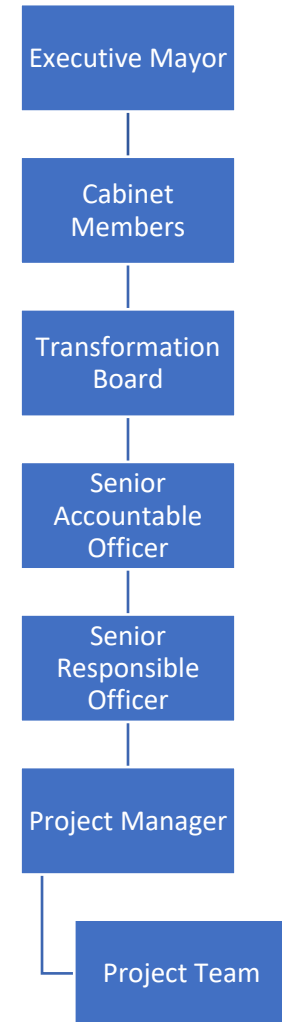 Executive Mayor
Cabinet
Members
Transformation
Board
Senior
Accountable
Officer
Senior
Responsible
Officer
Project Manager
Project Team